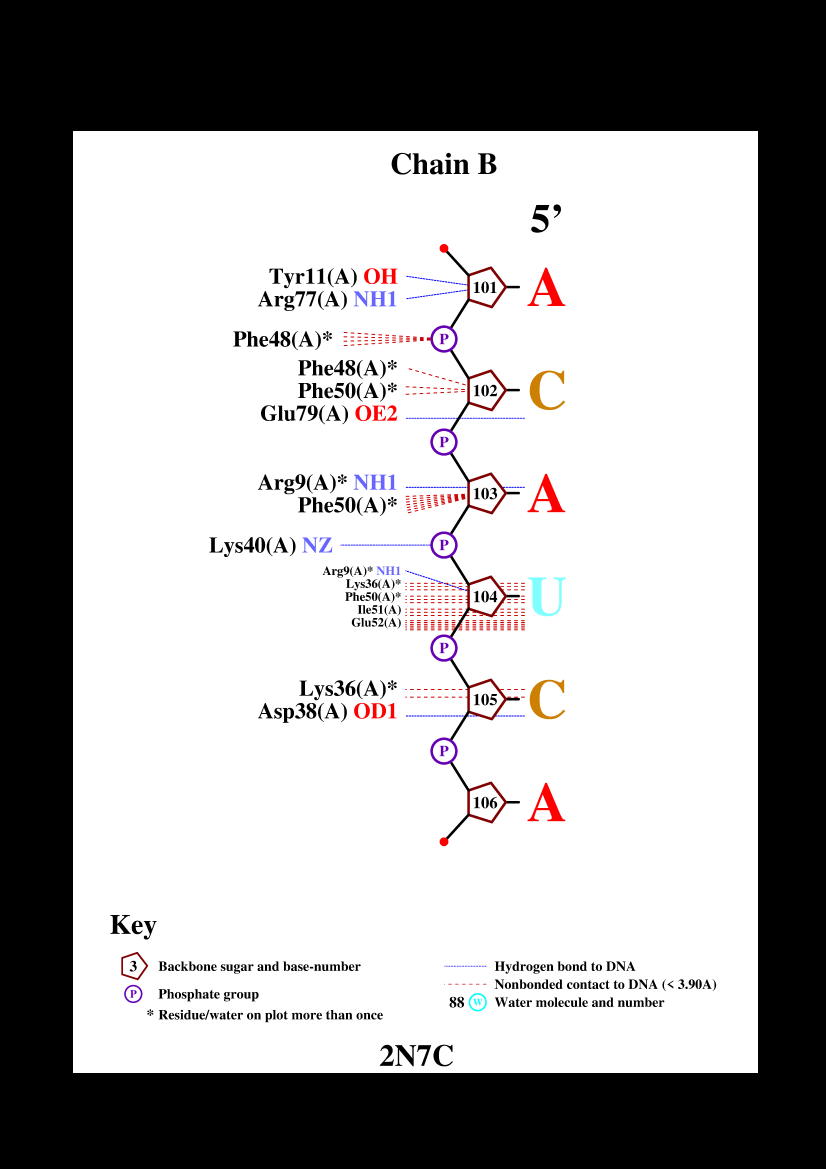 Chain B
5’
Tyr11(A) OH
Arg77(A) NH1
101
A
Phe48(A)*
P
Phe48(A)*
Phe50(A)*
Glu79(A) OE2
102
C
P
Arg9(A)* NH1
Phe50(A)*
103
A
Lys40(A) NZ
P
Arg9(A)* NH1
Lys36(A)*
Phe50(A)*
Ile51(A)
Glu52(A)
104
U
P
Lys36(A)*
Asp38(A) OD1
105
C
P
106
A
Key
3 Backbone sugar and base-number
P Phosphate group
* Residue/water on plot more than once
Hydrogen bond to DNA
Nonbonded contact to DNA (< 3.90A)
88 W Water molecule and number
2N7C